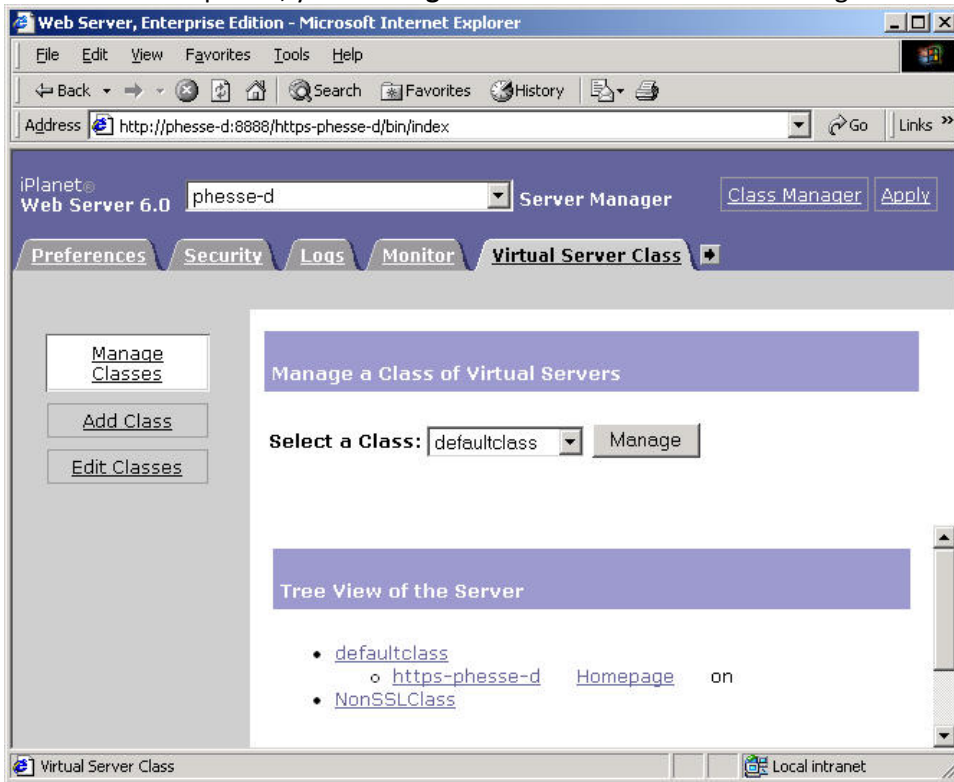 Web Server, Enterprise Edition - Microsoft Internet Explorer
File Edit View Favorites Tools Help
Back Search Favorites History
Address http://phesse-d:8888/https-phesse-d/bin/index Go Links »
iPlanet®
Web Server 6.0 phesse-d Server Manager Class Manager Apply
Preferences Security Logs Monitor Virtual Server Class
Manage
Classes
Manage a Class of Virtual Servers
Add Class
Select a Class: defaultclass Manage
Edit Classes
Tree View of the Server
defaultclass
https-phesse-d Homepage on
NonSSLClass
Virtual Server Class Local intranet